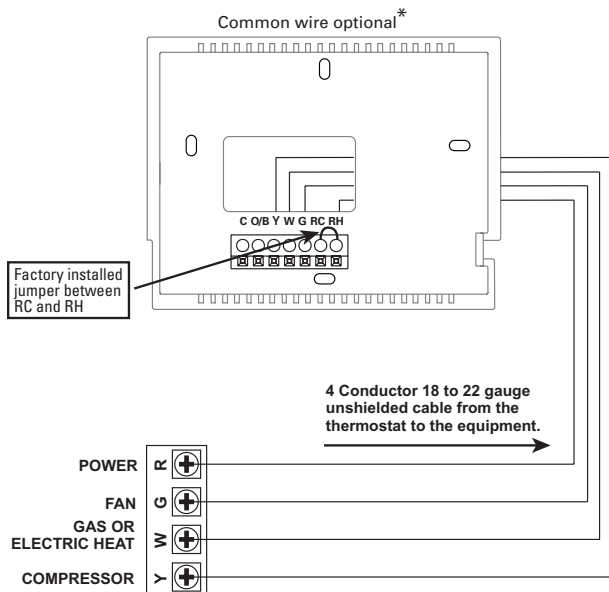 Common wire optional*
C O/B Y W G RC RH
Factory installed
jumper between
RC and RH
4 Conductor 18 to 22 gauge
unshielded cable from the
thermostat to the equipment.
POWER R
FAN G
GAS OR
ELECTRIC HEAT W
COMPRESSOR Y